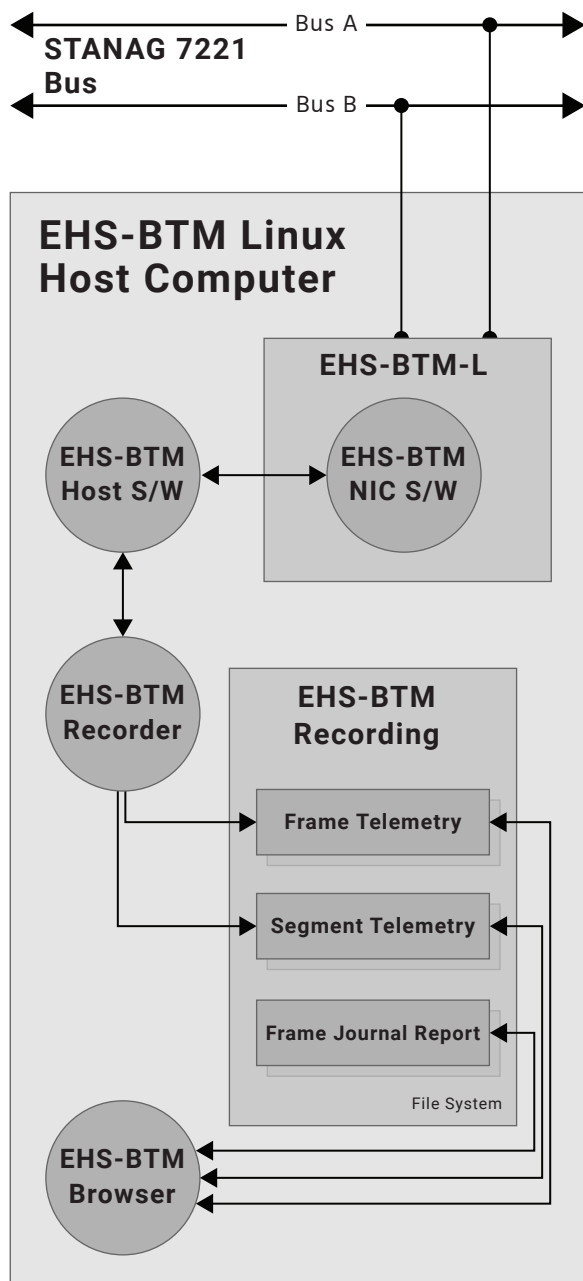 Bus A
STANAG 7221
Bus
Bus B
EHS-BTM Linux
Host Computer
EHS-BTM-L
EHS-BTM
Host S/W
EHS-BTM
NIC S/W
EHS-BTM
Recorder
EHS-BTM
Recording
Frame Telemetry
Segment Telemetry
Frame Journal Report
File System
EHS-BTM
Browser